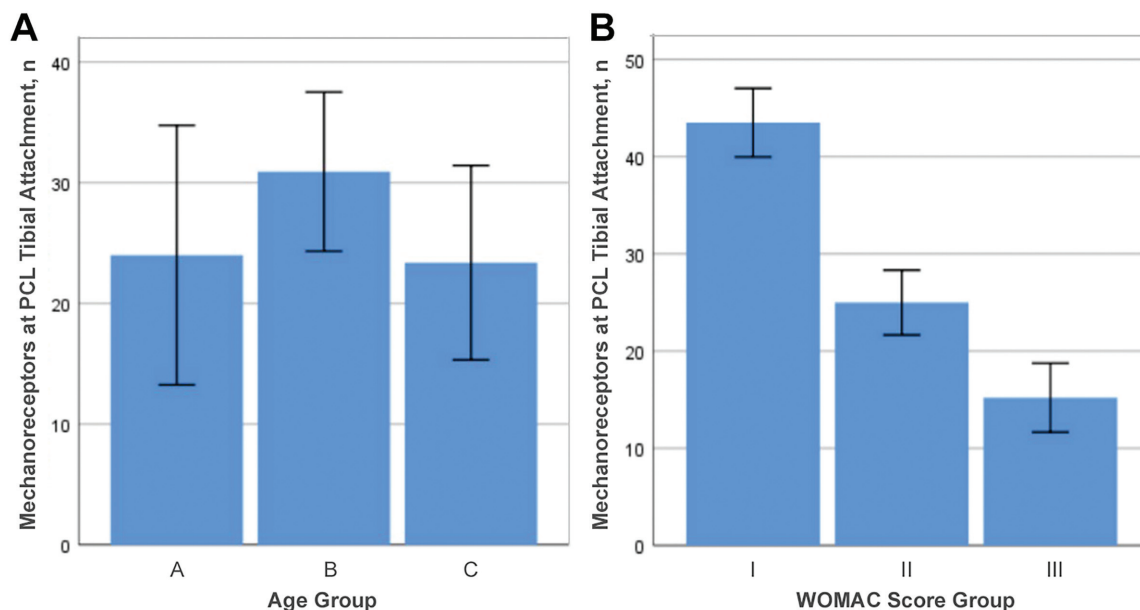 A
Mechanoreceptors at PCL Tibial Attachment, n
40
30
20
10
0
A
B
C
Age Group
B
Mechanoreceptors at PCL Tibial Attachment, n
50
40
30
20
10
0
I
II
III
WOMAC Score Group